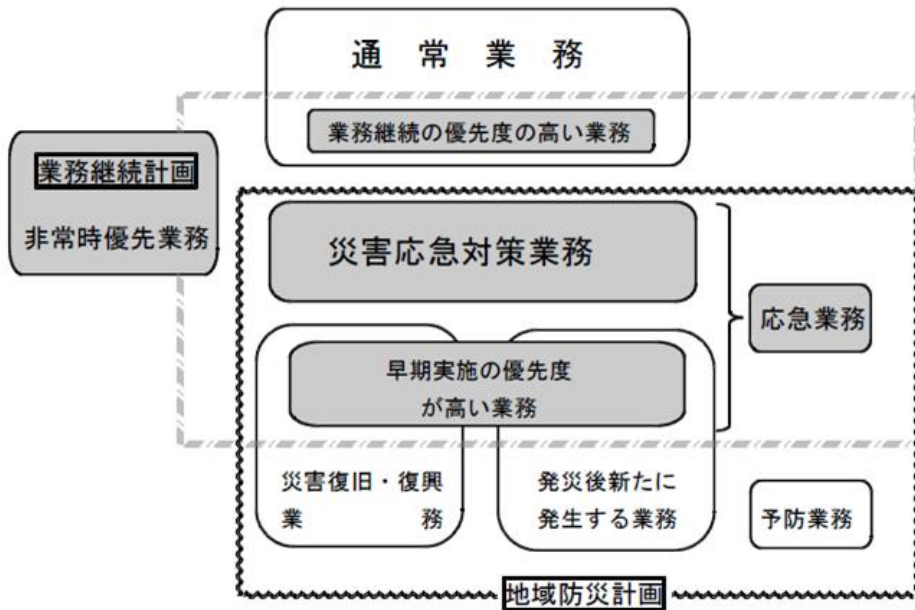 通常業務
業務継続の優先度の高い業務
業務継続計画
非常時優先業務
災害応急対策業務
応急業務
早期実施の優先度
が高い業務
災害復旧・復興
業務
発災後新たに
発生する業務
予防業務
地域防災計画